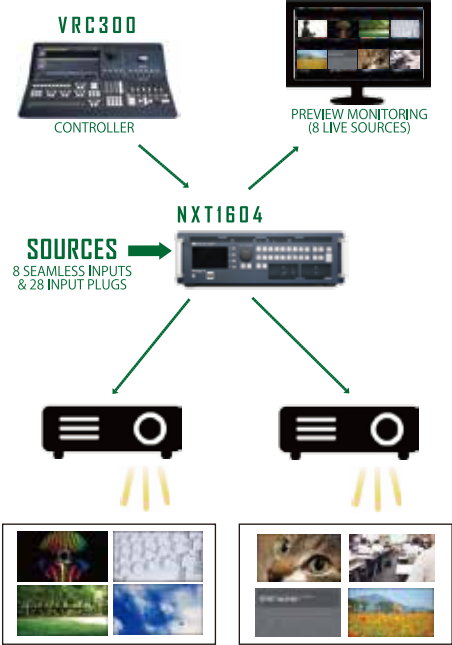 VRC300
CONTROLLER
PREVIEW MONITORING
(8 LIVE SOURCES)
NXT1604
SOURCES
8 SEAMLESS INPUTS
& 28 INPUT PLUGS